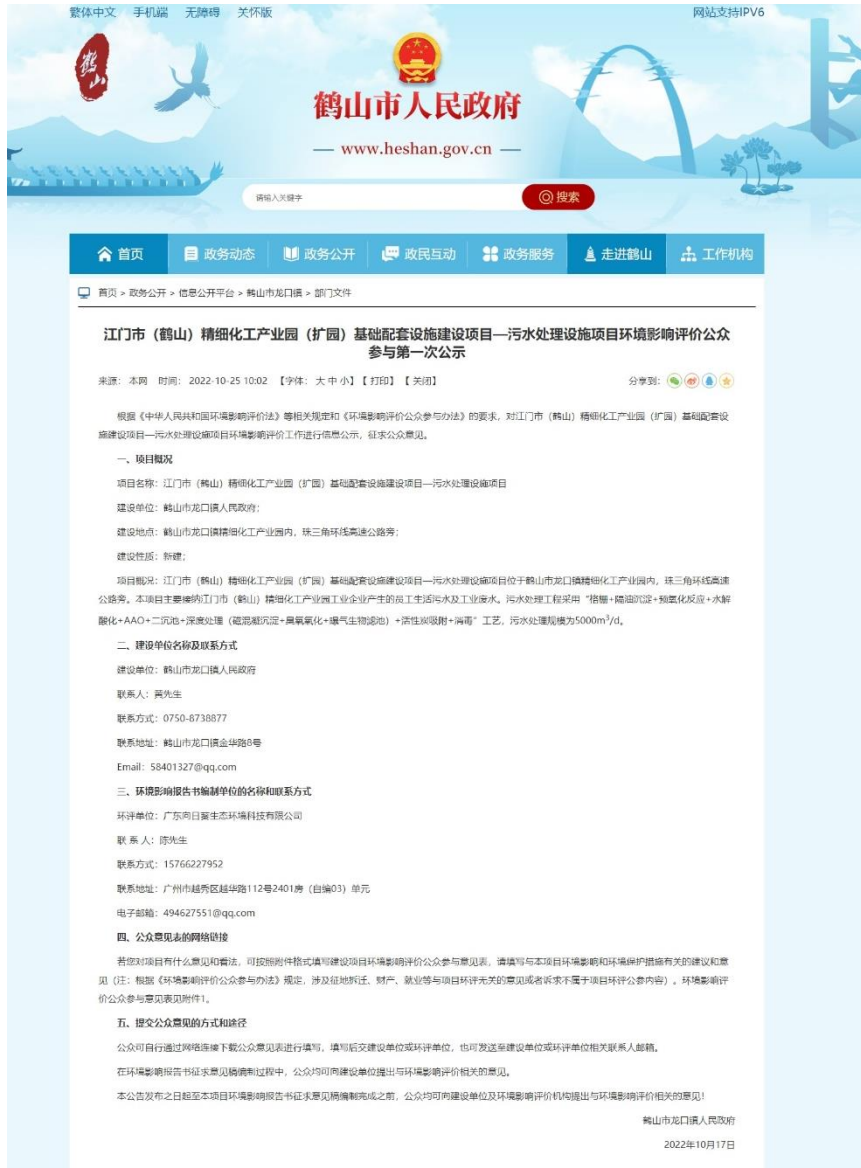 繁体中文 手机端 无障碍 关怀版 网站支持IPV6
鹤山
鹤山市人民政府
www.heshan.gov.cn
请输入关键字
搜索
首页 政务动态 政务公开 政民互动 政务服务 走进鹤山 工作机构
首页 > 政务公开 > 信息公开平台 > 鹤山市龙口镇 > 部门文件
江门市（鹤山）精细化工产业园（扩园）基础配套设施建设项目—污水处理设施项目环境影响评价公众
参与第一次公示
来源： 本网 时间： 2022-10-25 10:02 【字体： 大 中 小】【 打印】【 关闭】 分享到：
根据《中华人民共和国环境影响评价法》等相关规定和《环境影响评价公众参与办法》的要求，对江门市（鹤山）精细化工产业园（扩园）基础配套设
施建设项目—污水处理设施项目环境影响评价工作进行信息公示，征求公众意见。
一、项目概况
项目名称：江门市（鹤山）精细化工产业园（扩园）基础配套设施建设项目—污水处理设施项目
建设单位：鹤山市龙口镇人民政府；
建设地点：鹤山市龙口镇精细化工产业园内，珠三角环线高速公路旁；
建设性质：新建；
项目概况：江门市（鹤山）精细化工产业园（扩园）基础配套设施建设项目—污水处理设施项目位于鹤山市龙口镇精细化工产业园内，珠三角环线高速
公路旁。本项目主要接纳江门市（鹤山）精细化工产业园工业企业产生的员工生活污水及工业废水。污水处理工程采用“格栅+隔油沉淀+预氧化反应+水解
酸化+AAO+二沉池+深度处理（磁混凝沉淀+臭氧氧化+曝气生物滤池）+活性炭吸附+消毒”工艺，污水处理规模为5000m³/d。
二、建设单位名称及联系方式
建设单位：鹤山市龙口镇人民政府
联系人：黄先生
联系方式：0750-8738877
联系地址：鹤山市龙口镇金华路8号
Email：58401327@qq.com
三、环境影响报告书编制单位的名称和联系方式
环评单位：广东向日葵生态环境科技有限公司
联 系 人：陈先生
联系方式：15766227952
联系地址：广州市越秀区越华路112号2401房（自编03）单元
电子邮箱：494627551@qq.com
四、公众意见表的网络链接
若您对项目有什么意见和看法，可按照附件格式填写建设项目环境影响评价公众参与意见表，请填写与本项目环境影响和环境保护措施有关的建议和意
见（注：根据《环境影响评价公众参与办法》规定，涉及征地拆迁、财产、就业等与项目环评无关的意见或者诉求不属于项目环评公参内容）。环境影响评
价公众参与意见表见附件1。
五、提交公众意见的方式和途径
公众可自行通过网络连接下载公众意见表进行填写，填写后交建设单位或环评单位，也可发送至建设单位或环评单位相关联系人邮箱。
在环境影响报告书征求意见稿编制过程中，公众均可向建设单位提出与环境影响评价相关的意见。
本公告发布之日起至本项目环境影响报告书征求意见稿编制完成之前，公众均可向建设单位及环境影响评价机构提出与环境影响评价相关的意见！
鹤山市龙口镇人民政府
2022年10月17日